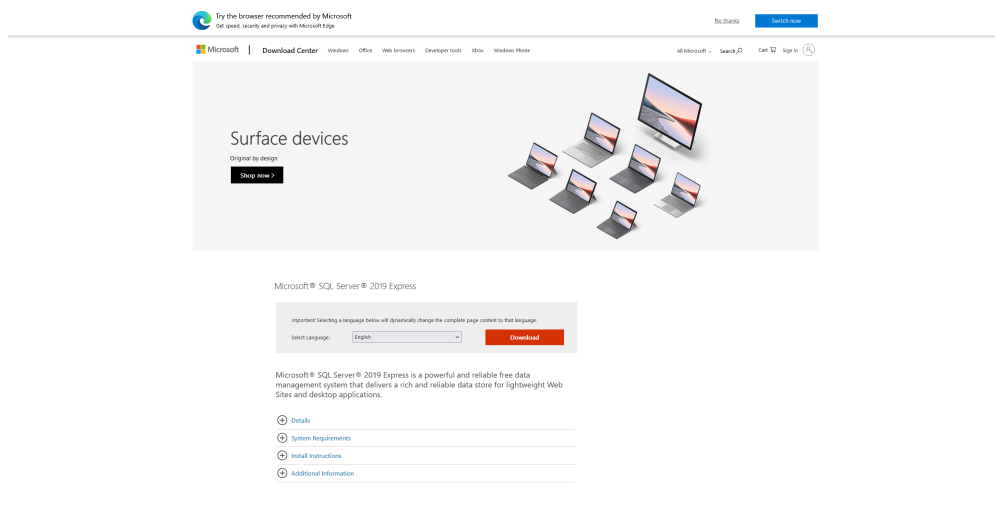 Try the browser recommended by Microsoft
Get speed, security and privacy with Microsoft Edge
No thanks
Switch now
Microsoft
Download Center
Windows
Office
Web browsers
Developer tools
Xbox
Windows Phone
All Microsoft
Search
Cart
Sign in
Surface devices
Original by design
Shop now >
Microsoft® SQL Server® 2019 Express
Important! Selecting a language below will dynamically change the complete page content to that language.
Select Language:
English
Download
Microsoft® SQL Server® 2019 Express is a powerful and reliable free data
management system that delivers a rich and reliable data store for lightweight Web
Sites and desktop applications.
Details
System Requirements
Install Instructions
Additional Information